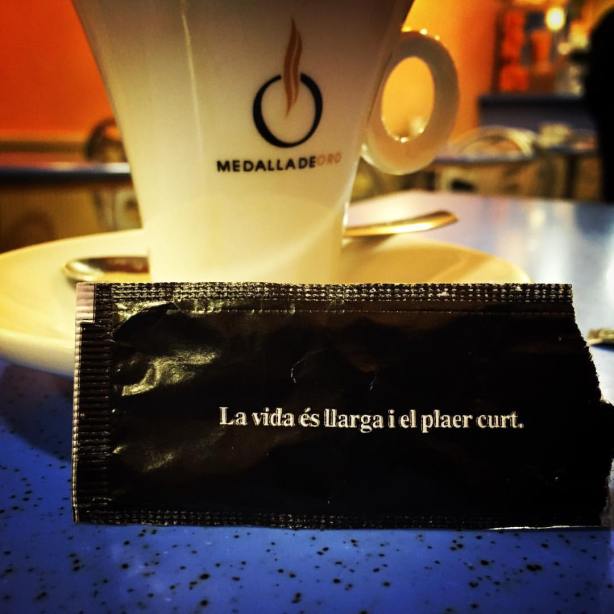 MEDALLADEORO
La vida és llarga i el plaer curt.